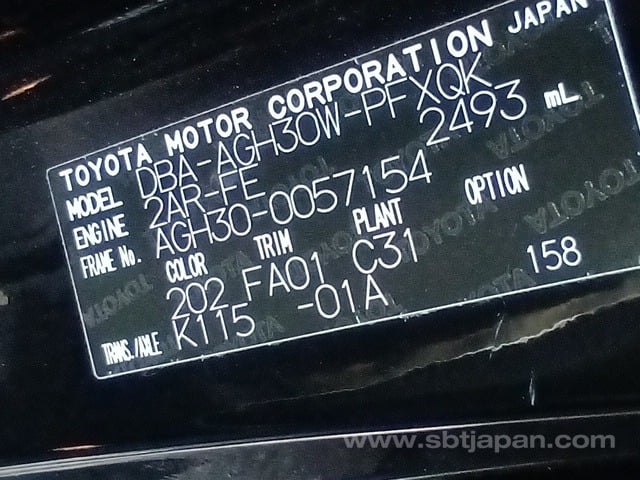 TOYOTA MOTOR CORPORATION JAPAN
MODEL DBA-AGH30W-PFXQK
ENGINE 2AR-FE 2493 mL
FRAME No. AGH30-0057154
COLOR TRIM PLANT OPTION
202 FA01 C31
TRANS./AXLE K115 -01A 158
www.sbtjapan.com